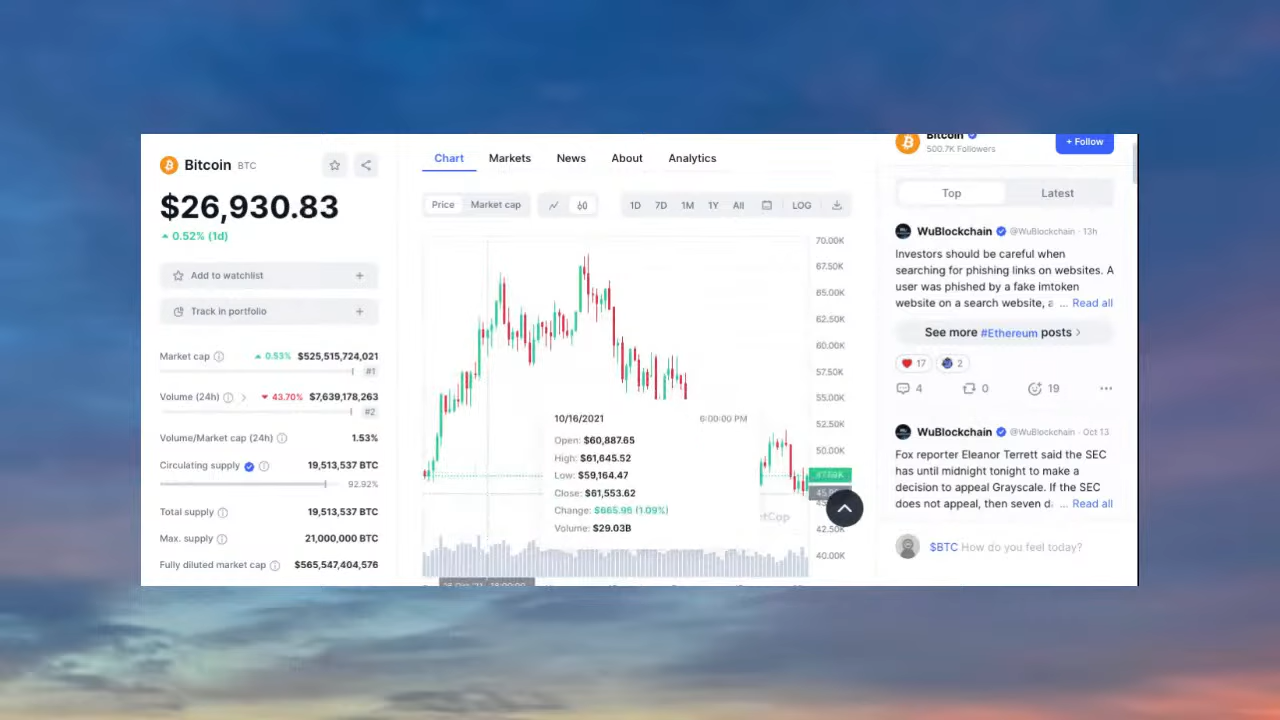 Bitcoin BTC
$26,930.83
0.52% (1d)
Add to watchlist
Track in portfolio
Market cap 0.53% $525,515,724,021
#1
Volume (24h) 43.70% $7,639,178,263
#2
Volume/Market cap (24h) 1.53%
Circulating supply 19,513,537 BTC
92.92%
Total supply 19,513,537 BTC
Max. supply 21,000,000 BTC
Fully diluted market cap $565,547,404,576
Chart Markets News About Analytics
Price Market cap 1D 7D 1M 1Y All LOG
70.00K
67.50K
65.00K
62.50K
60.00K
57.50K
55.00K
52.50K
50.00K
42.50K
40.00K
10/16/2021 6:00:00 PM
Open: $60,887.65
High: $61,645.52
Low: $59,164.47
Close: $61,553.62
Change: $665.96 (1.09%)
Volume: $29.03B
Bitcoin
500.7K Followers
+ Follow
Top Latest
WuBlockchain @WuBlockchain · 13h
Investors should be careful when
searching for phishing links on websites. A
user was phished by a fake imtoken
website on a search website, ... Read all
See more #Ethereum posts
17 2
4 0 19
WuBlockchain @WuBlockchain · Oct 13
Fox reporter Eleanor Terrett said the SEC
has until midnight tonight to make a
decision to appeal Grayscale. If the SEC
does not appeal, then seven ... Read all
$BTC How do you feel today?